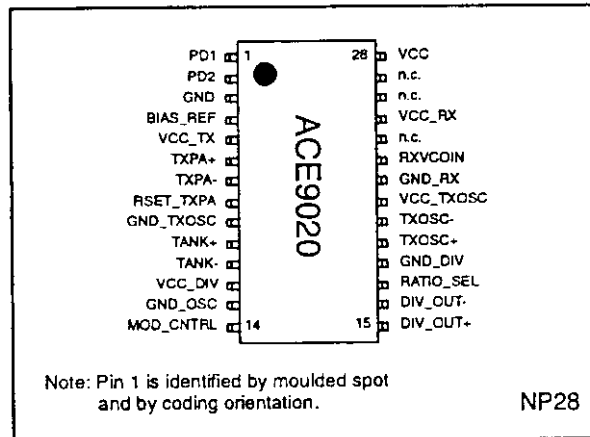 PD1 1 28 VCC
PD2 n.c.
GND n.c.
BIAS_REF VCC_RX
VCC_TX n.c.
TXPA+ RXVCOIN
TXPA- GND_RX
RSET_TXPA VCC_TXOSC
GND_TXOSC TXOSC-
TANK+ TXOSC+
TANK- GND_DIV
VCC_DIV RATIO_SEL
GND_OSC DIV_OUT-
MOD_CNTRL 14 15 DIV_OUT+
ACE9020
Note: Pin 1 is identified by moulded spot
and by coding orientation.
NP28